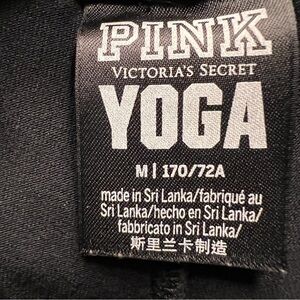 PINK
VICTORIA'S SECRET
YOGA
M | 170/72A
made in Sri Lanka/fabriqué au
Sri Lanka/hecho en Sri Lanka/
fabbricato in Sri Lanka/
斯里兰卡制造